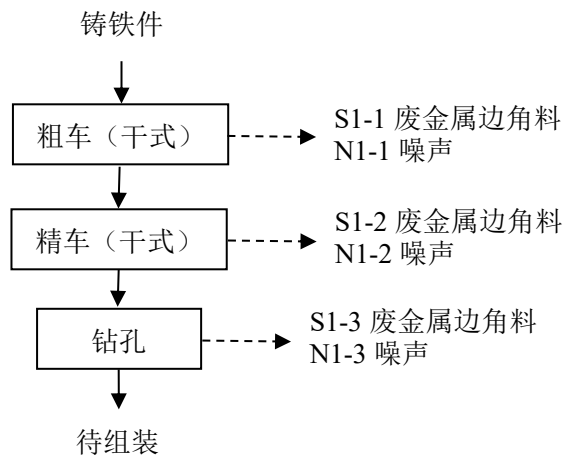 铸铁件
粗车（干式）
S1-1 废金属边角料
N1-1 噪声
精车（干式）
S1-2 废金属边角料
N1-2 噪声
钻孔
S1-3 废金属边角料
N1-3 噪声
待组装